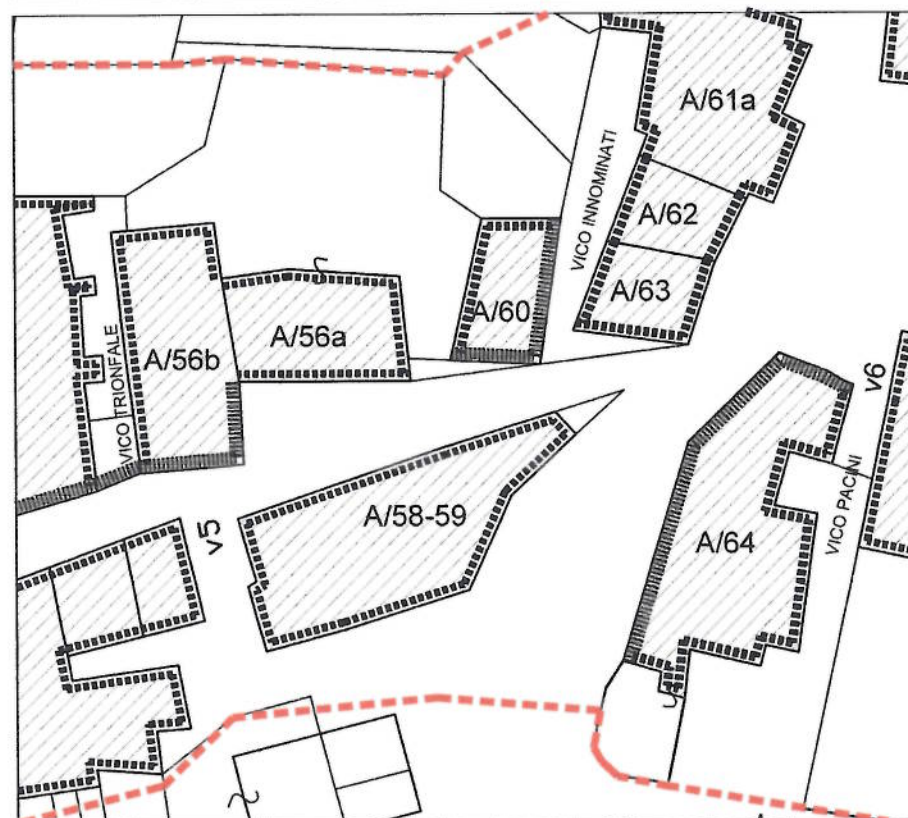 A/61a
VICO INNOMINATI
A/62
A/63
A/60
A/56a
A/56b
VICO TRIONFALE
v6
v5
A/58-59
A/64
VICO PACINI